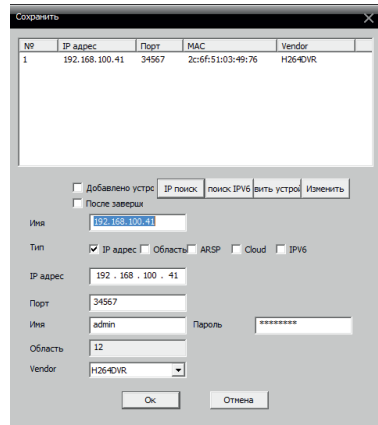 Сохранить
№ IP адрес Порт MAC Vendor
1 192.168.100.41 34567 2c:6f:51:03:49:76 H264DVR
Добавлено устро IP поиск поиск IPV6 вить устрой Изменить
После заверш
Имя 192.168.100.41
Тип IP адрес Область ARSP Cloud IPV6
IP адрес 192 . 168 . 100 . 41
Порт 34567
Имя admin Пароль ********
Область 12
Vendor H264DVR
Ок Отмена